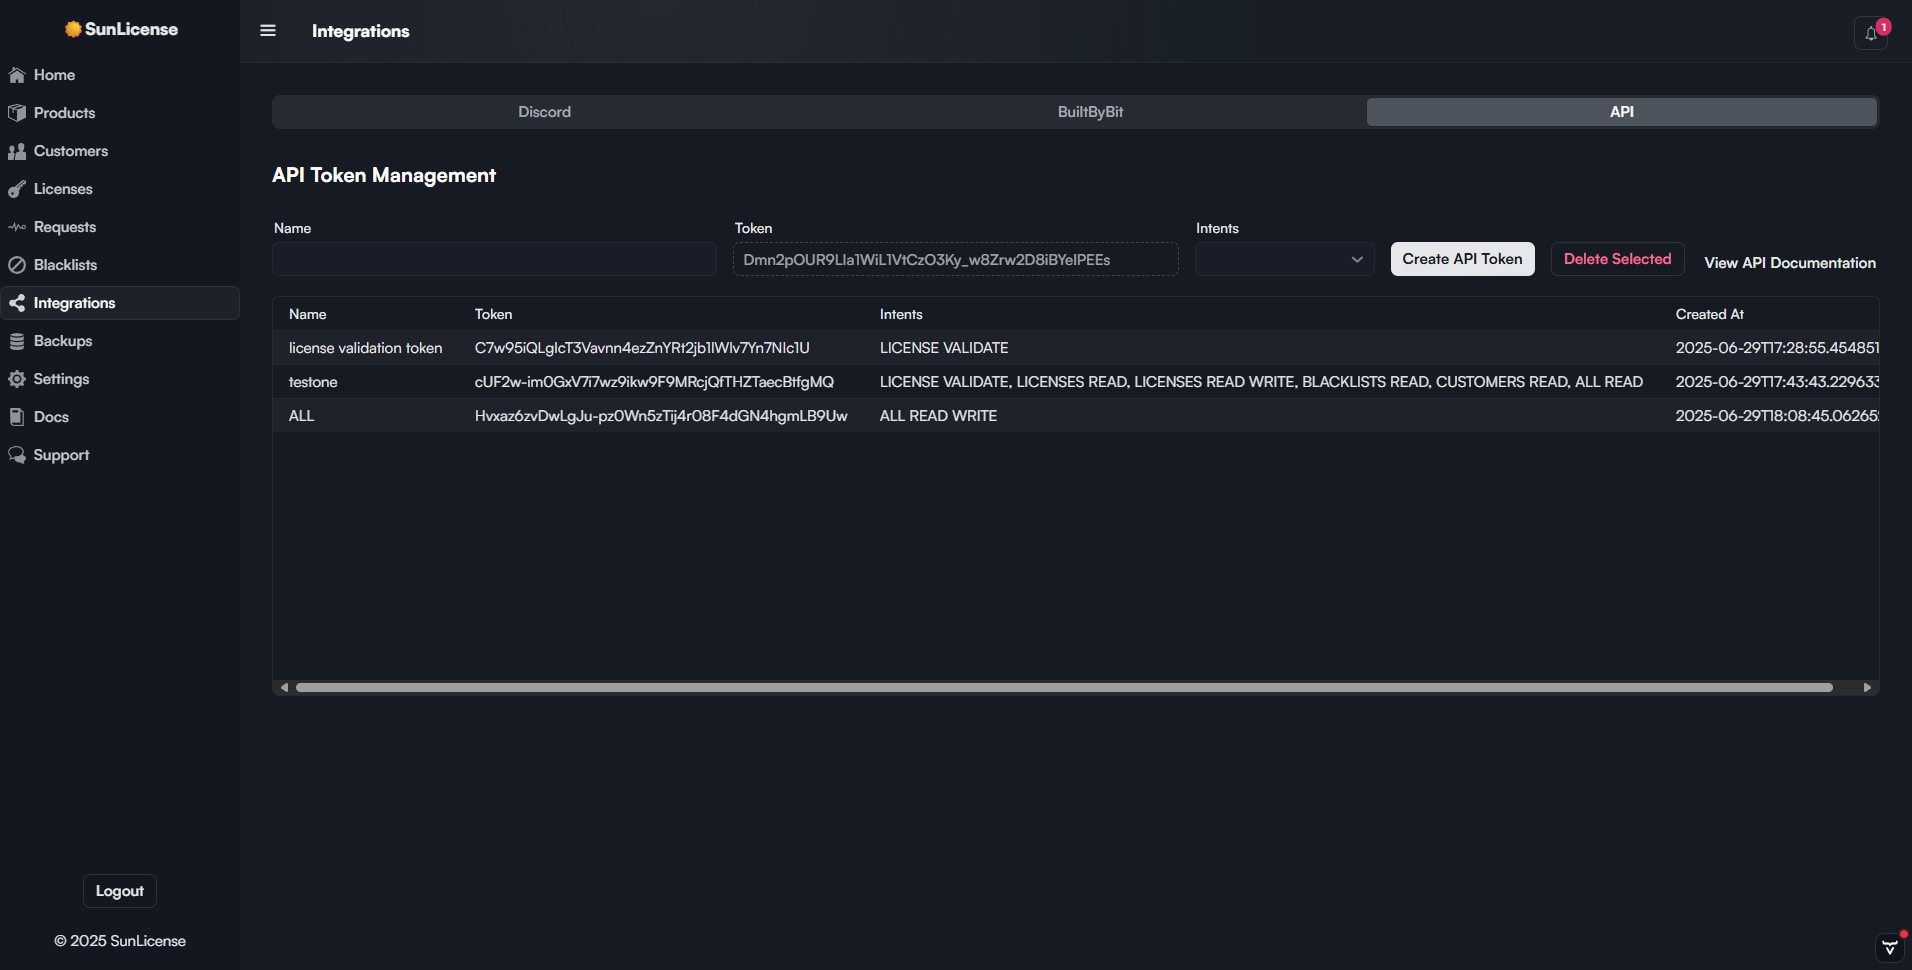 SunLicense
Integrations
1
Home
Products
Customers
Licenses
Requests
Blacklists
Integrations
Backups
Settings
Docs
Support
Discord
BuiltByBit
API
API Token Management
Name
Token
Intents
Dmn2pOUR9LIa1WiL1VtCzO3Ky_w8Zrw2D8iBYeIPEEs
Create API Token
Delete Selected
View API Documentation
Name Token Intents Created At
license validation token C7w95iQLglcT3Vavnn4ezZnYRt2jb1lWlv7Yn7NIc1U LICENSE VALIDATE 2025-06-29T17:28:55.454851
testone cUF2w-im0GxV7i7wz9ikw9F9MRcjQfTHZTaecBtfgMQ LICENSE VALIDATE, LICENSES READ, LICENSES READ WRITE, BLACKLISTS READ, CUSTOMERS READ, ALL READ 2025-06-29T17:43:43.229633
ALL Hvxaz6zvDwLgJu-pz0Wn5zTij4r08F4dGN4hgmLB9Uw ALL READ WRITE 2025-06-29T18:08:45.06265
Logout
© 2025 SunLicense